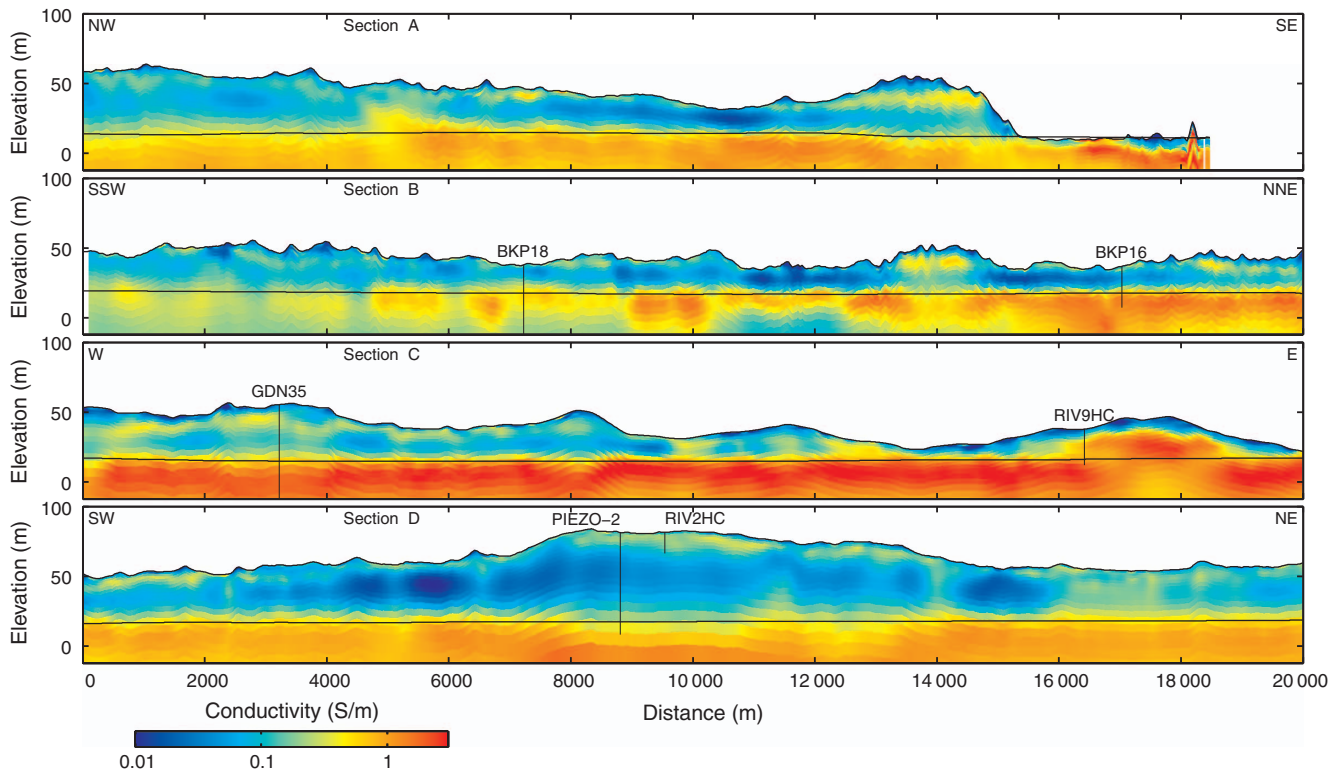 100
NW Section A SE
50
0
Elevation (m)
100
SSW Section B NNE
BKP18 BKP16
50
0
Elevation (m)
100
W Section C E
GDN35
RIV9HC
50
0
Elevation (m)
100
SW Section D NE
PIEZO–2 RIV2HC
50
0
Elevation (m)
0 2000 4000 6000 8000 10 000 12 000 14 000 16 000 18 000 20 000
Conductivity (S/m) Distance (m)
0.01 0.1 1